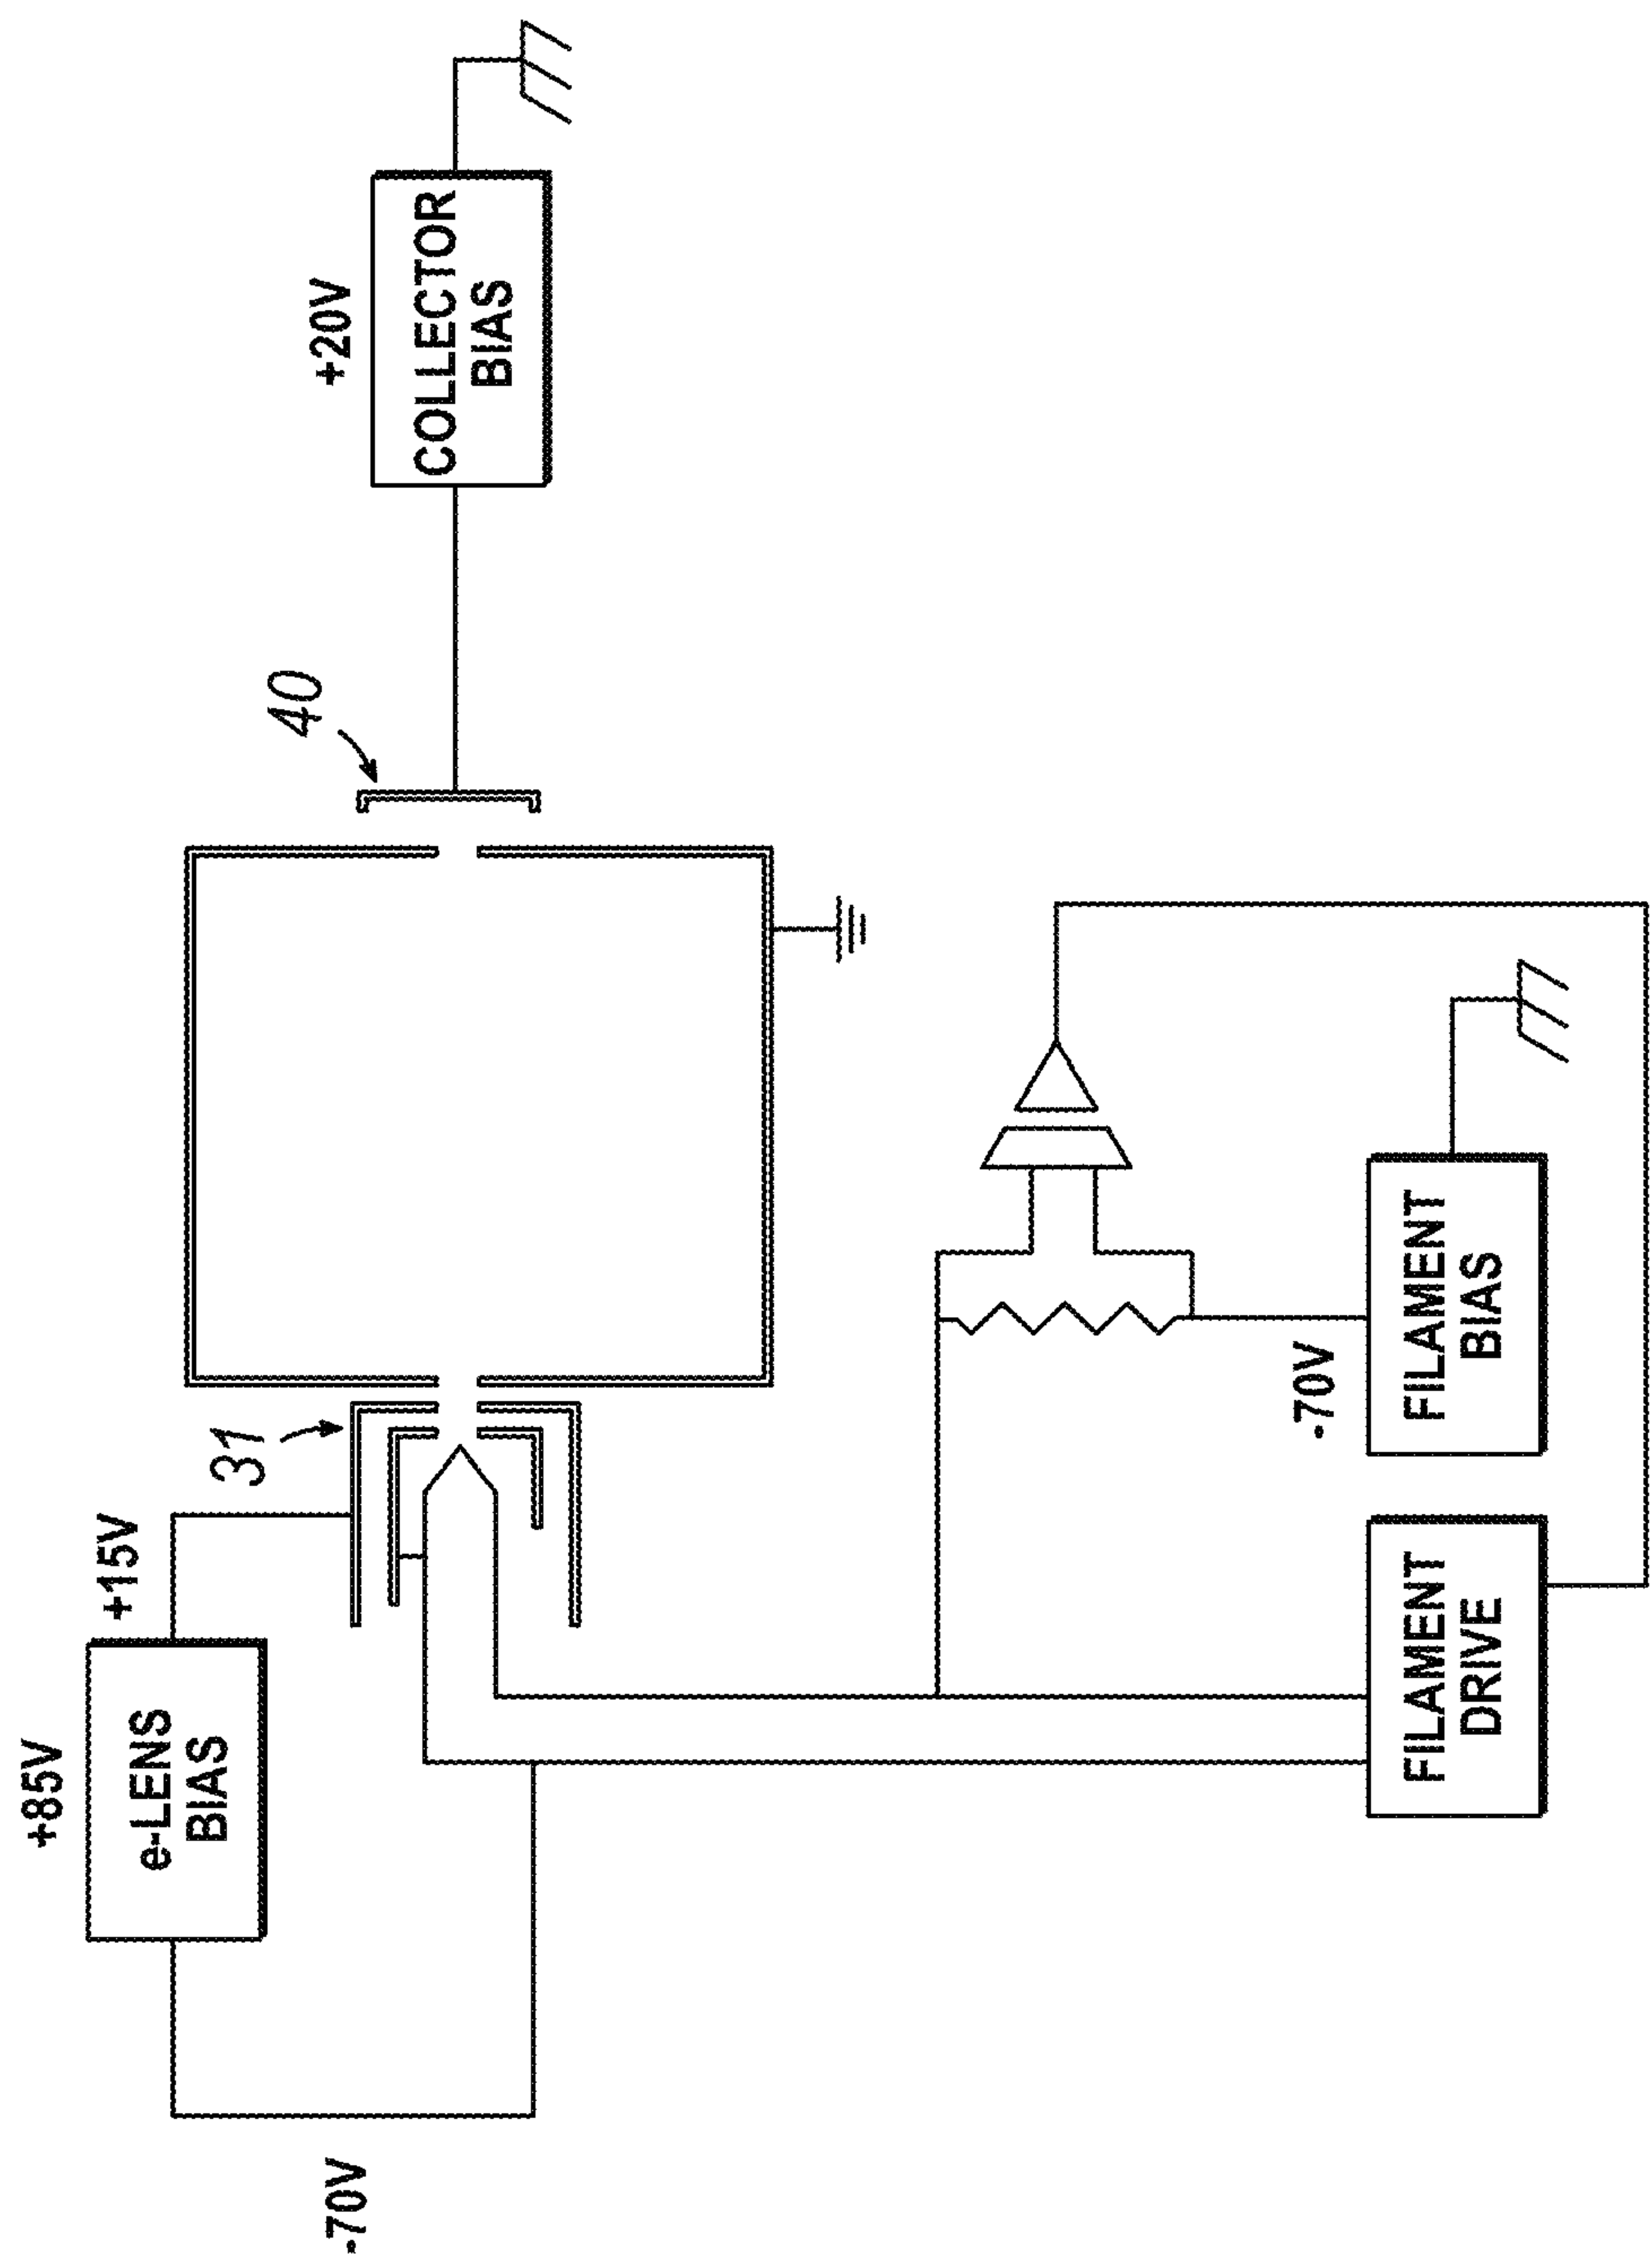 +85V
e-LENS
BIAS
+15V
-70V
31
40
+20V
COLLECTOR
BIAS
-70V
FILAMENT
BIAS
FILAMENT
DRIVE